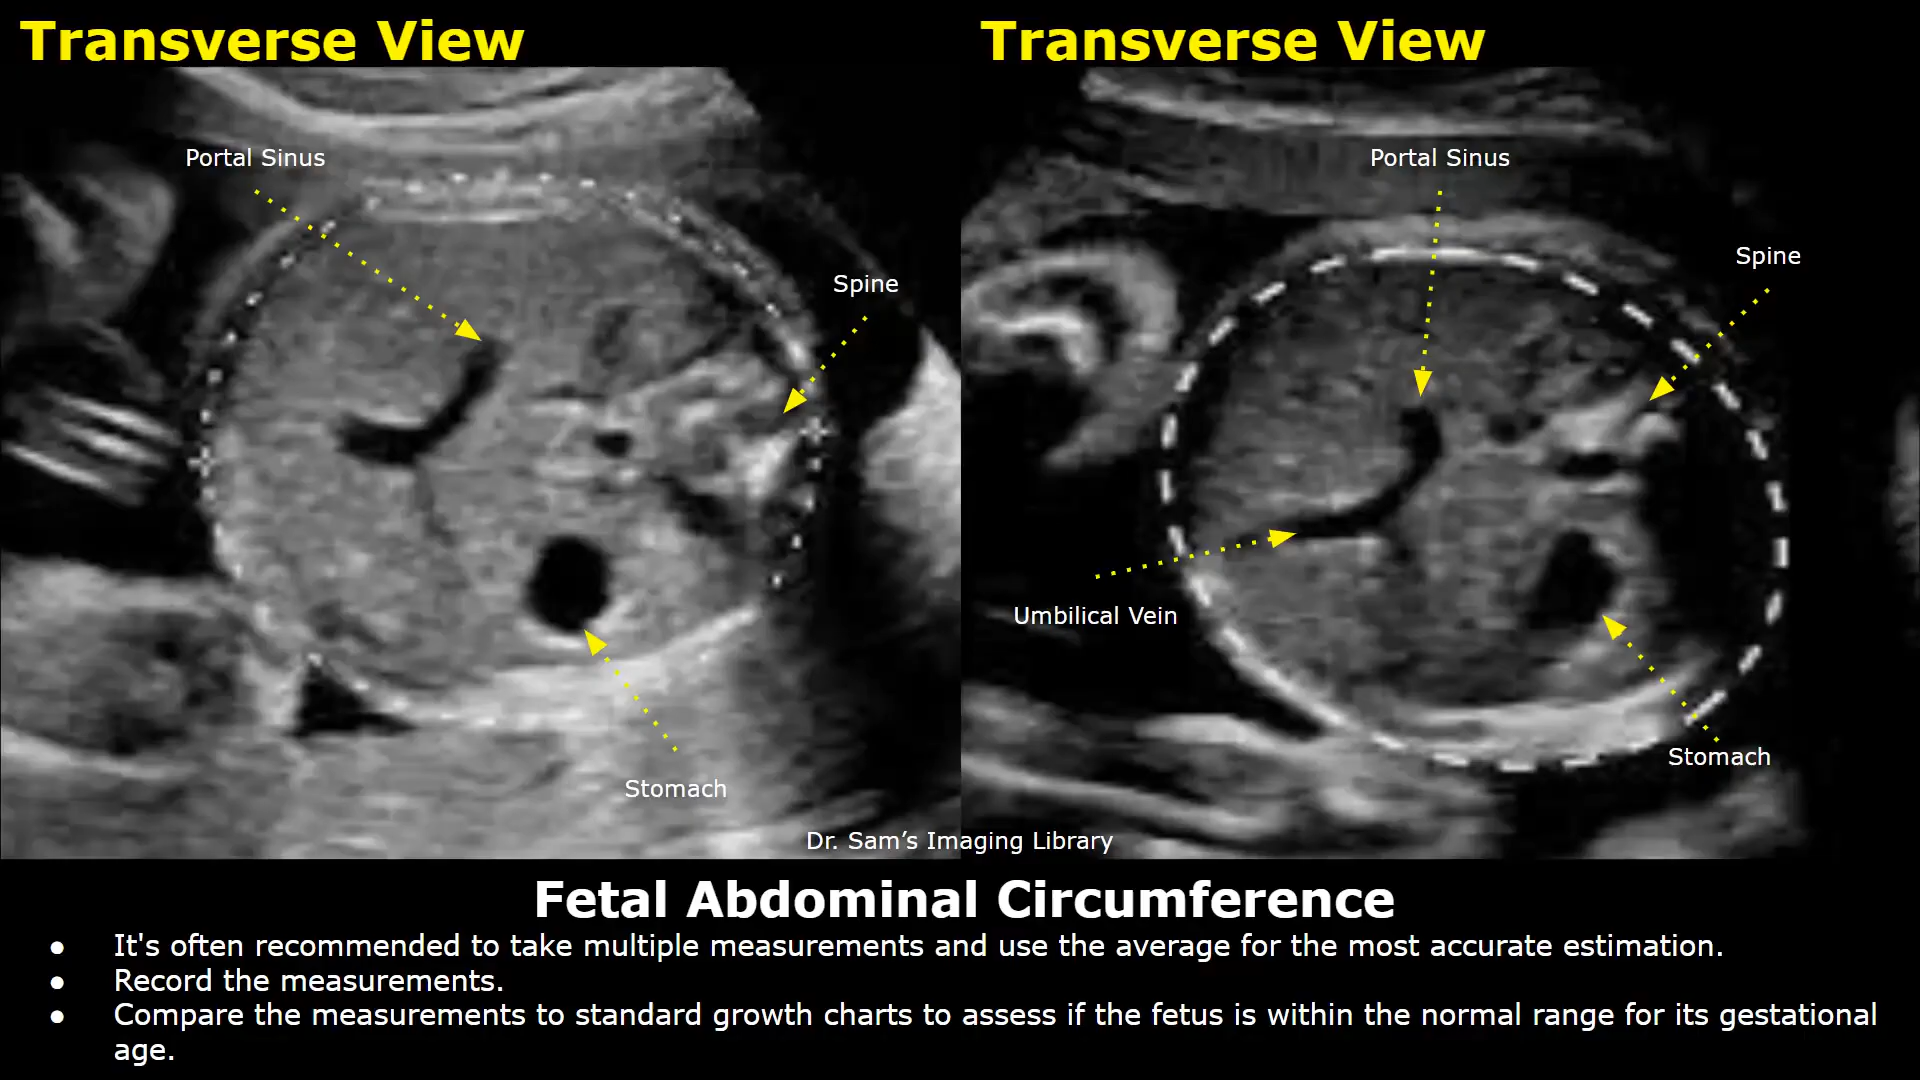 Transverse View
Transverse View
Portal Sinus
Portal Sinus
Spine
Spine
Umbilical Vein
Stomach
Stomach
Dr. Sam’s Imaging Library
Fetal Abdominal Circumference
● It's often recommended to take multiple measurements and use the average for the most accurate estimation.
● Record the measurements.
● Compare the measurements to standard growth charts to assess if the fetus is within the normal range for its gestational
age.